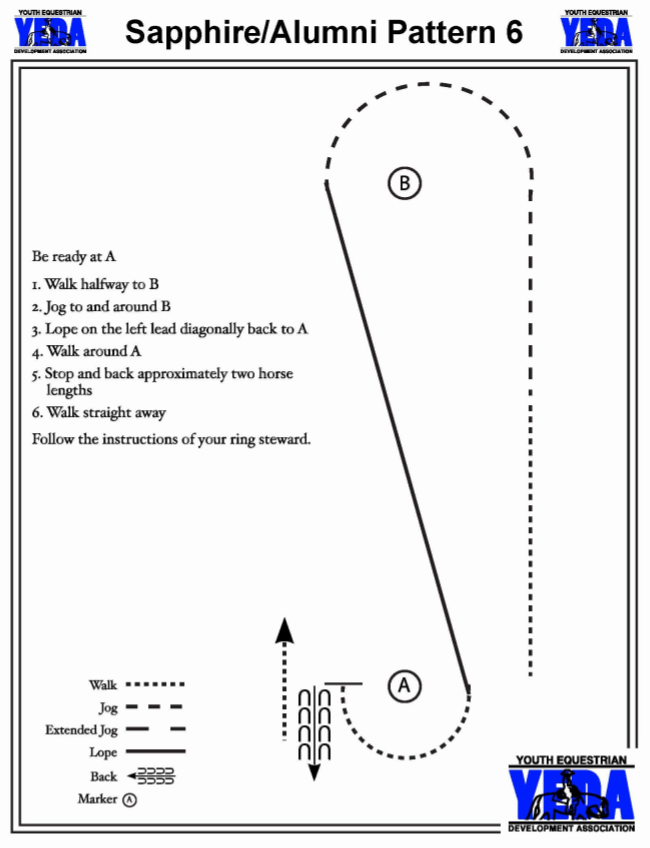 YOUTH EQUESTRIAN
YEDA
DEVELOPMENT ASSOCIATION
Sapphire/Alumni Pattern 6
YOUTH EQUESTRIAN
YEDA
DEVELOPMENT ASSOCIATION
B
Be ready at A
1. Walk halfway to B
2. Jog to and around B
3. Lope on the left lead diagonally back to A
4. Walk around A
5. Stop and back approximately two horse
lengths
6. Walk straight away
Follow the instructions of your ring steward.
A
Walk
Jog
Extended Jog
Lope
Back
Marker A
YOUTH EQUESTRIAN
YEDA
DEVELOPMENT ASSOCIATION